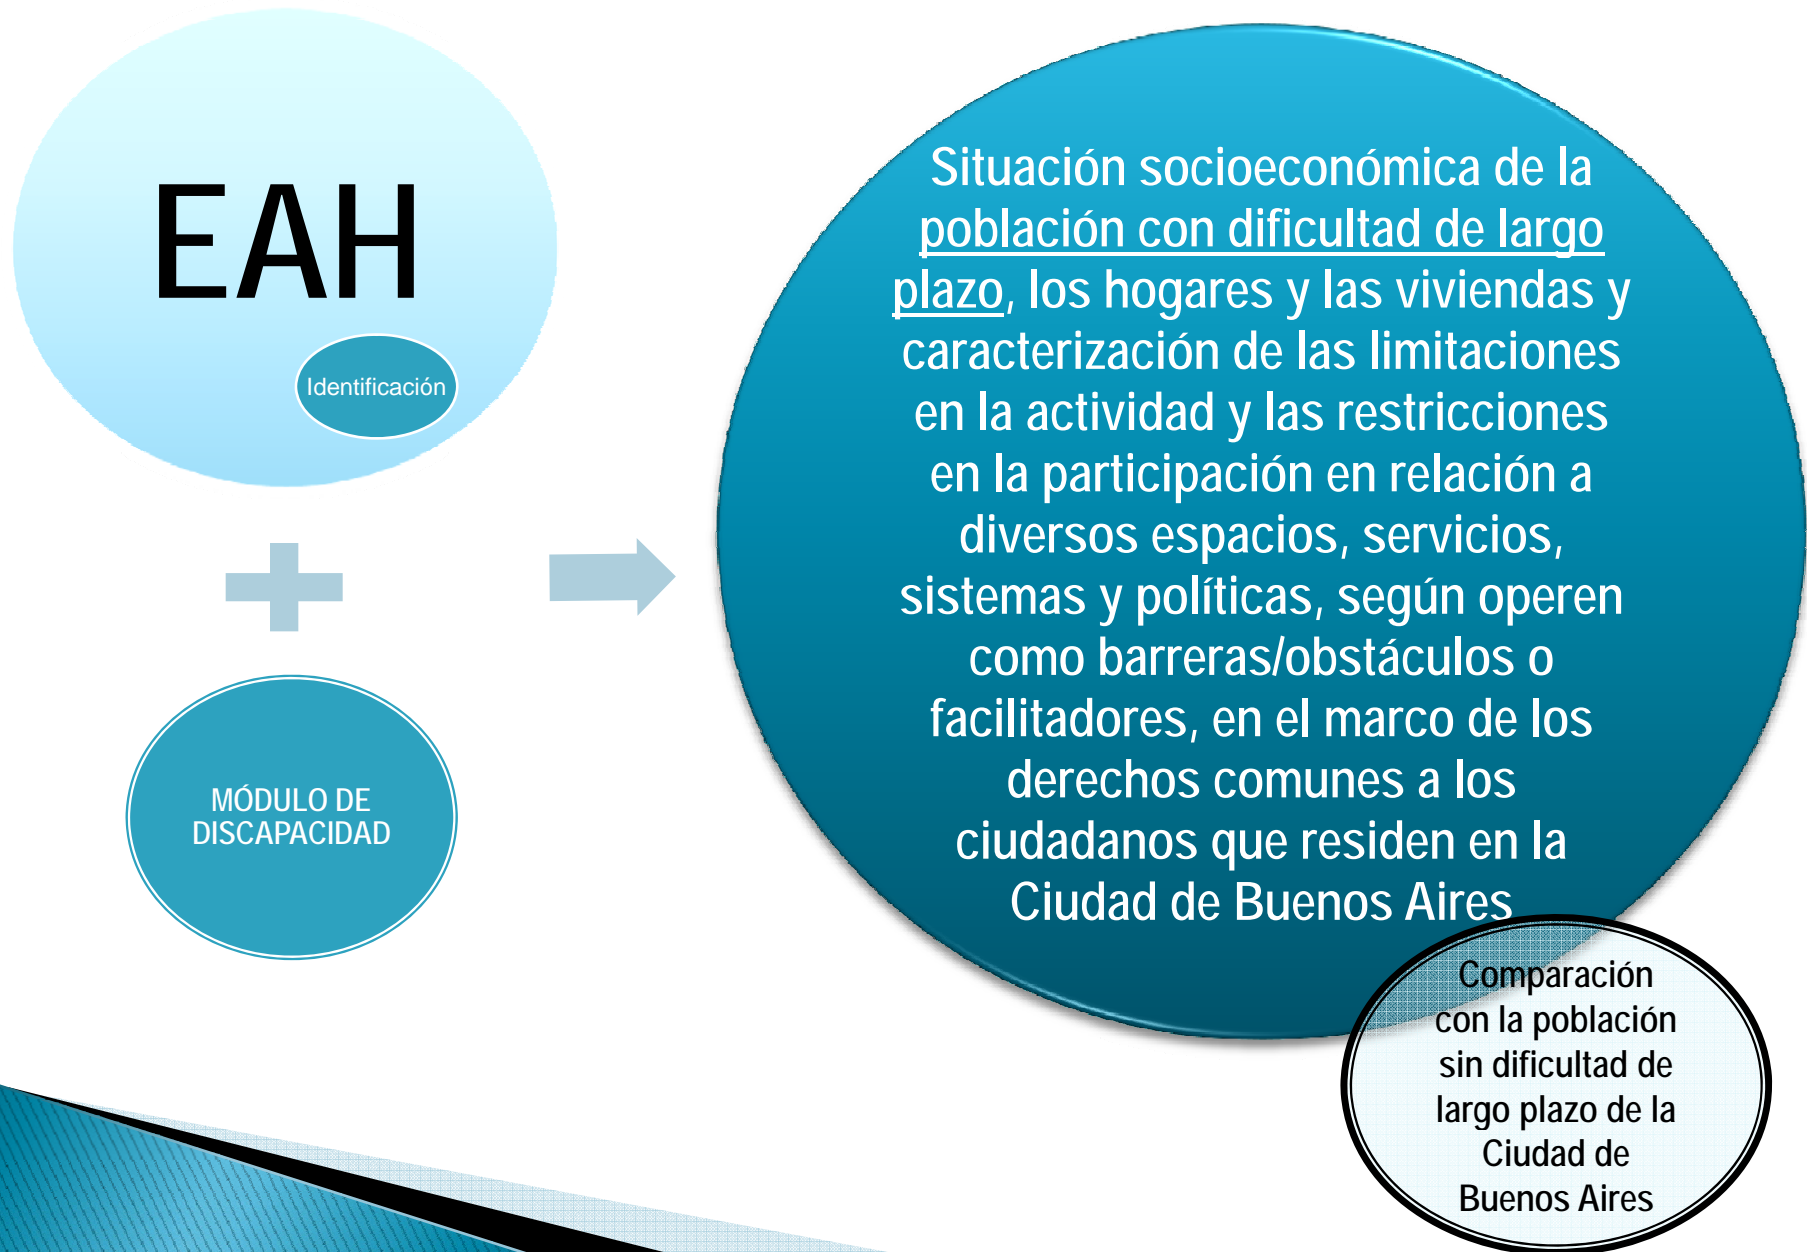 EAH
Identificación
MÓDULO DE
DISCAPACIDAD
Situación socioeconómica de la
población con dificultad de largo
plazo, los hogares y las viviendas y
caracterización de las limitaciones
en la actividad y las restricciones
en la participación en relación a
diversos espacios, servicios,
sistemas y políticas, según operen
como barreras/obstáculos o
facilitadores, en el marco de los
derechos comunes a los
ciudadanos que residen en la
Ciudad de Buenos Aires
Comparación
con la población
sin dificultad de
largo plazo de la
Ciudad de
Buenos Aires